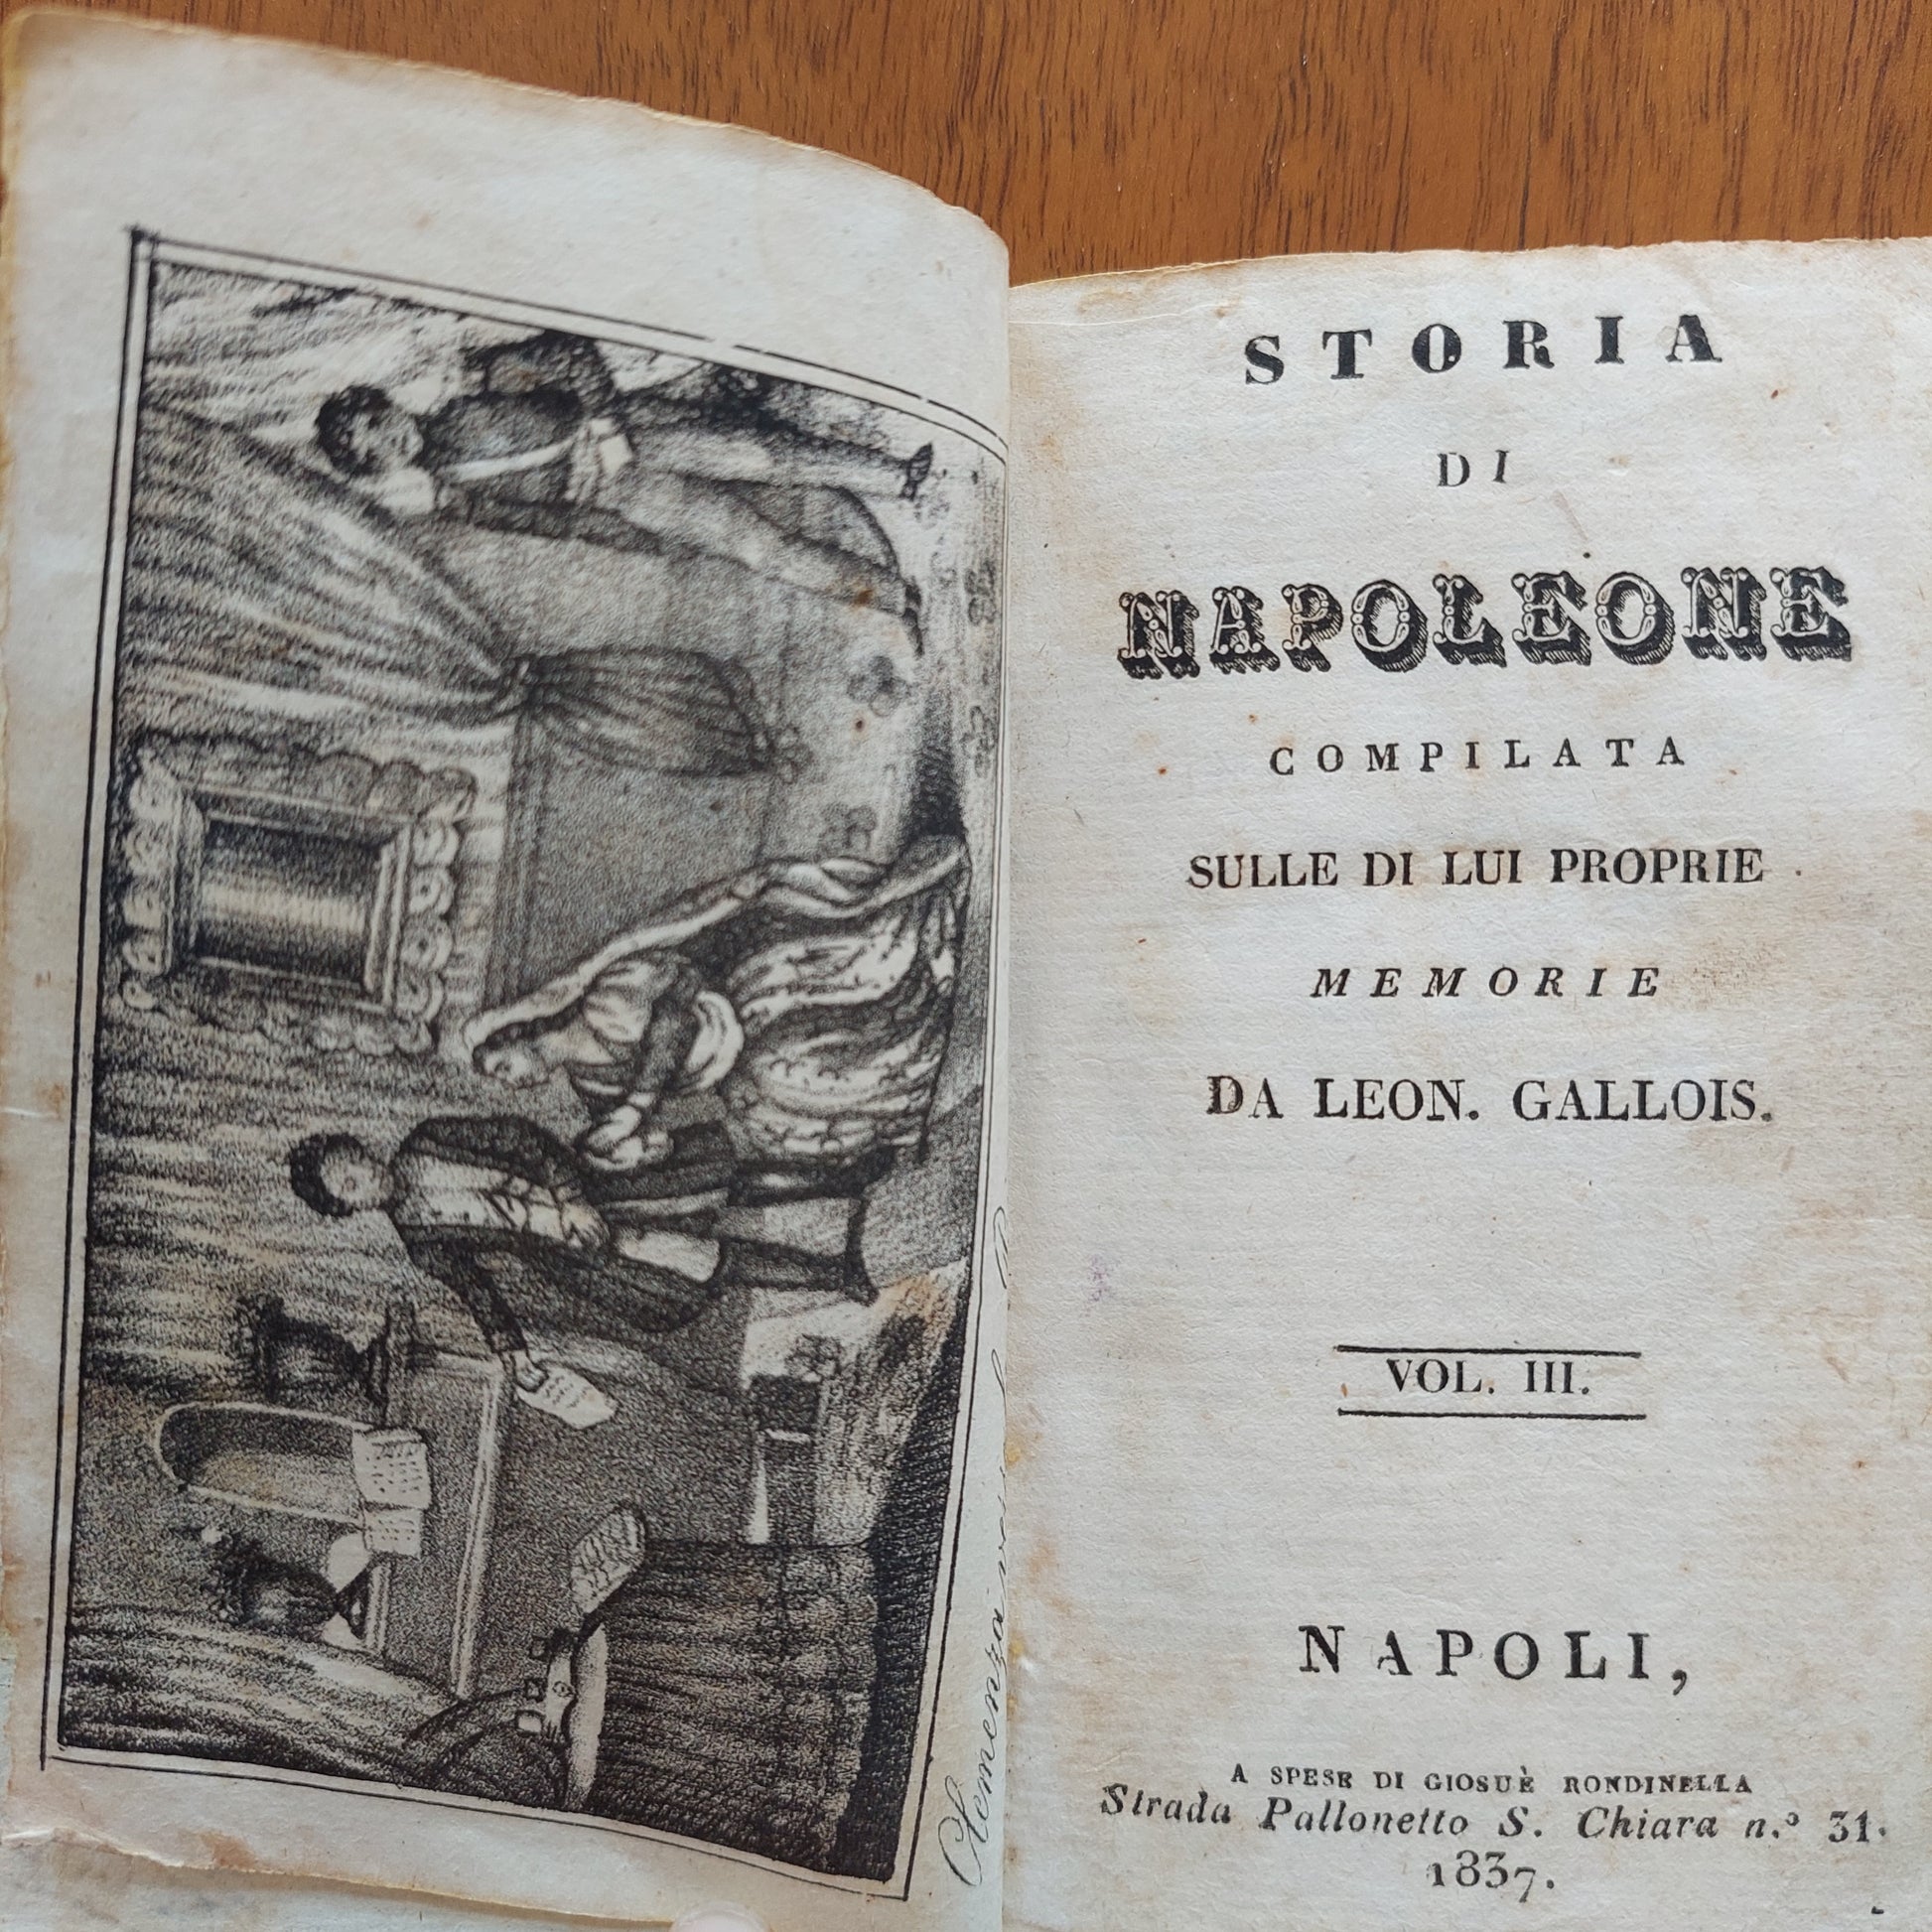 Clemenza
STORIA
DI
NAPOLEONE
COMPILATA
SULLE DI LUI PROPRIE
MEMORIE
DA LEON. GALLOIS.
VOL. III.
NAPOLI,
A SPESE DI GIOSUÈ RONDINELLA
Strada Pallonetto S. Chiara n.º 31.
1837.